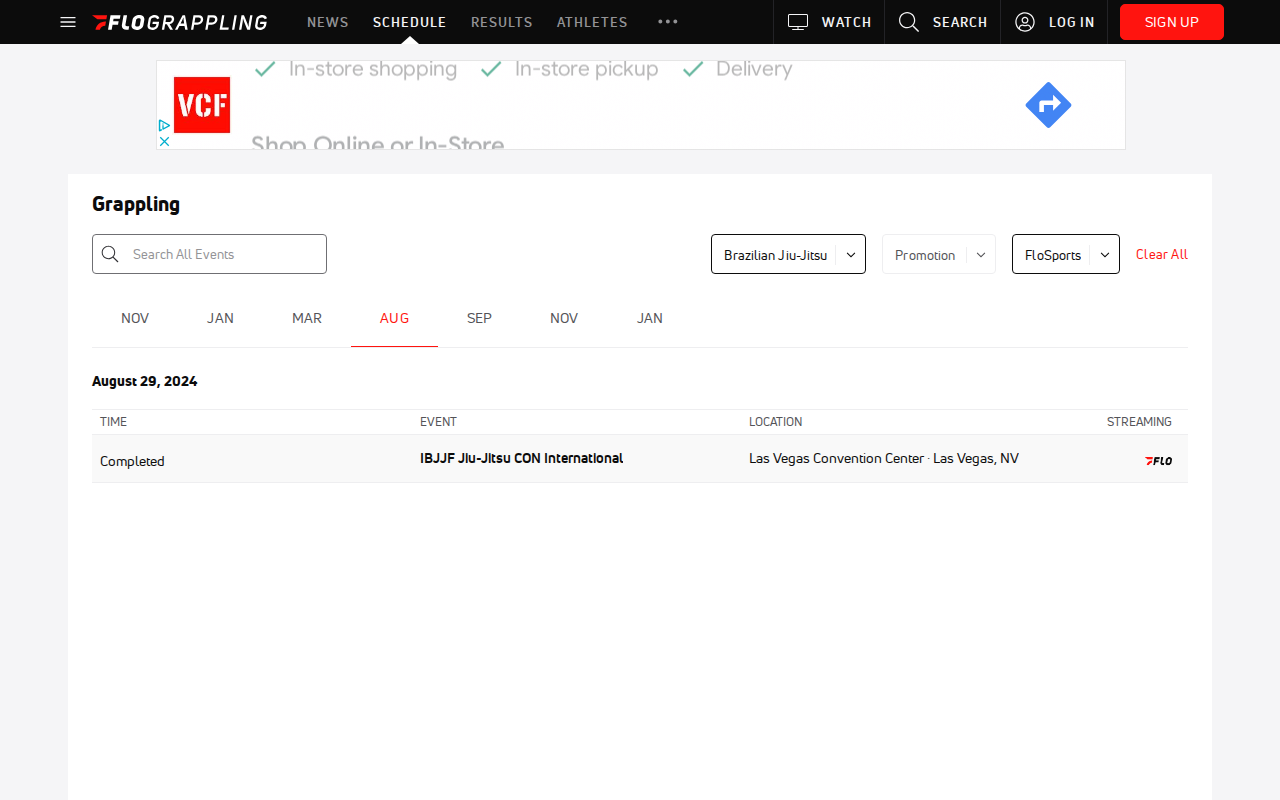 FLOGRAPPLING NEWS SCHEDULE RESULTS ATHLETES ••• WATCH SEARCH LOG IN SIGN UP
In-store shopping In-store pickup Delivery
VCF
Shop Online or In-Store
Grappling
Search All Events Brazilian Jiu-Jitsu Promotion FloSports Clear All
NOV JAN MAR AUG SEP NOV JAN
August 29, 2024
TIME EVENT LOCATION STREAMING
Completed IBJJF Jiu-Jitsu CON International Las Vegas Convention Center · Las Vegas, NV FLO